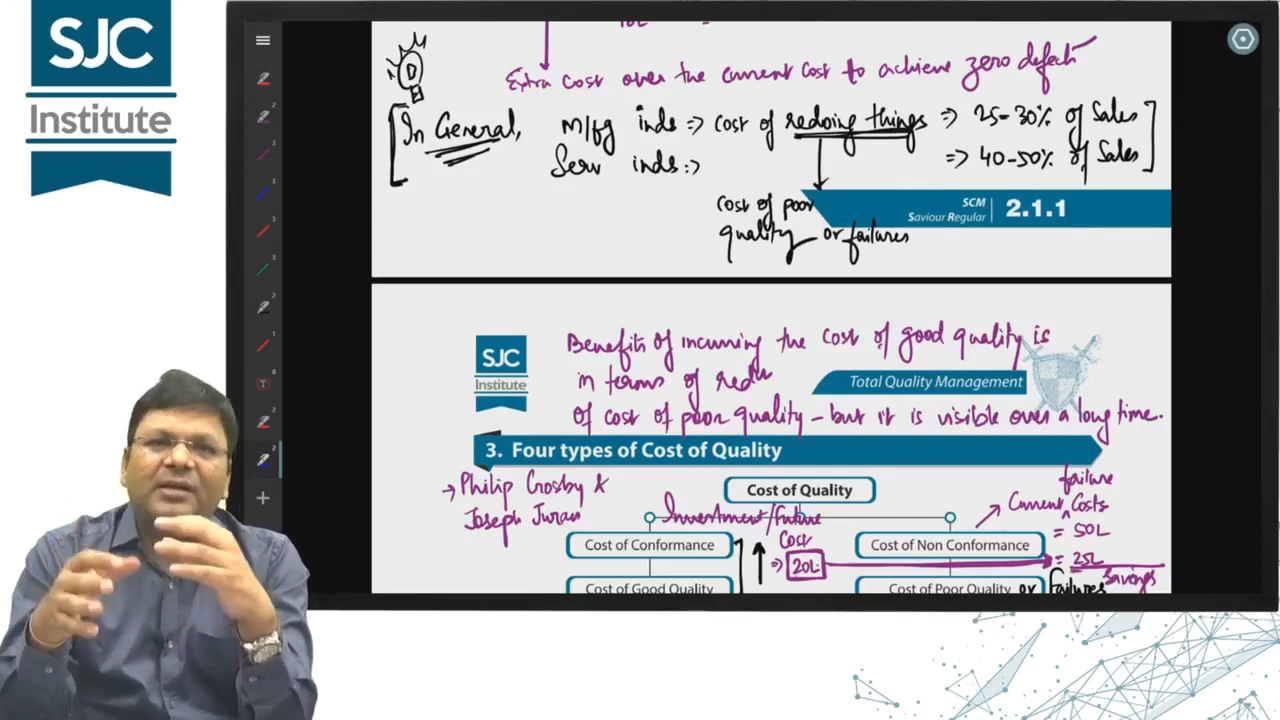 SJC
Institute
Extra cost over the current cost to achieve zero defect
In General, M/fg inds => cost of redoing things => 25-30% of Sales
Serv inds :=> => 40-50% of Sales
cost of poor
quality or failures
SCM
Saviour Regular
2.1.1
SJC
Institute
Benefits of incurring the cost of good quality is
in terms of redu
Total Quality Management
of cost of poor quality - but it is visible over a long time.
3. Four types of Cost of Quality
→ Philip Crosby &
Joseph Juran
Cost of Quality
Investment/future
Cost
=> 20L
failure
Current Costs
= 50L
= 25L
Savings
Cost of Conformance
Cost of Non Conformance
Cost of Good Quality
Cost of Poor Quality or Failures